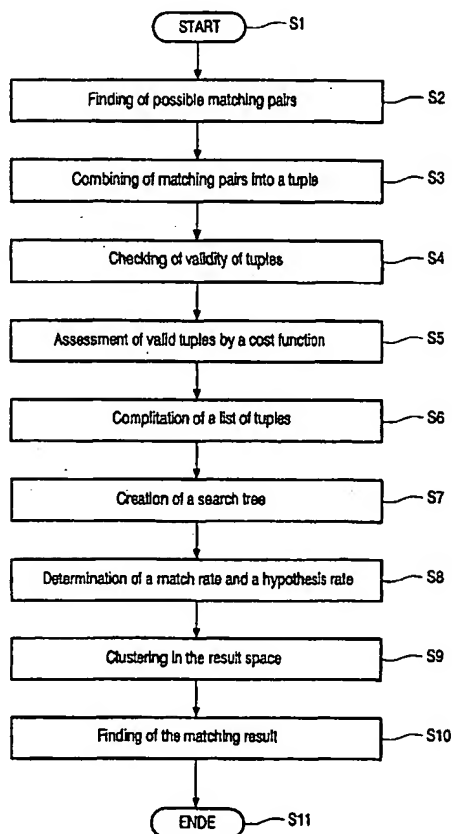 START S1
Finding of possible matching pairs S2
Combining of matching pairs into a tuple S3
Checking of validity of tuples S4
Assessment of valid tuples by a cost function S5
Complitation of a list of tuples S6
Creation of a search tree S7
Determination of a match rate and a hypothesis rate S8
Clustering in the result space S9
Finding of the matching result S10
ENDE S11